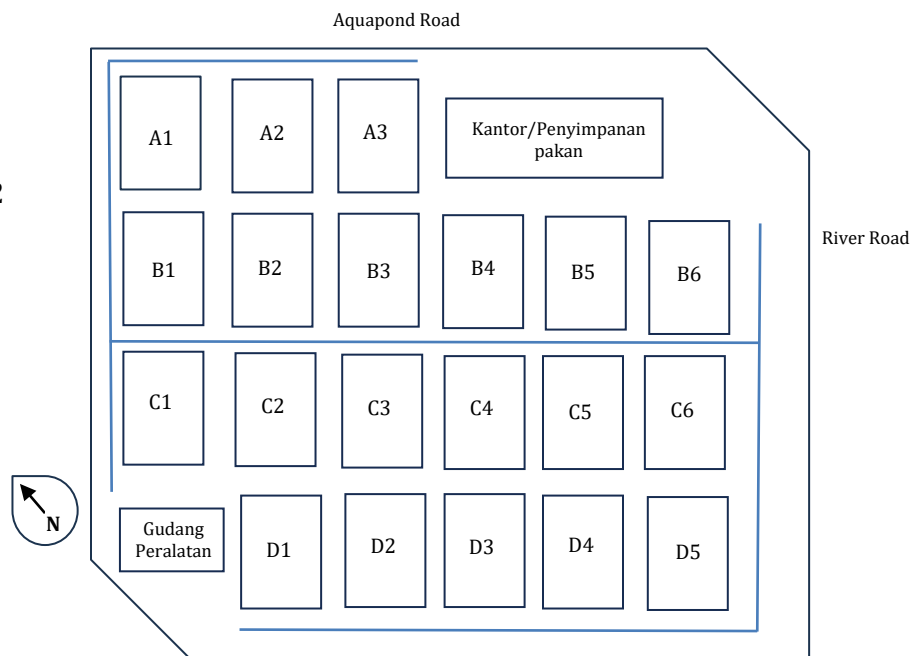 Aquapond Road
A1
A2
A3
Kantor/Penyimpanan
pakan
2
River Road
B1
B2
B3
B4
B5
B6
C1
C2
C3
C4
C5
C6
N
Gudang
Peralatan
D1
D2
D3
D4
D5